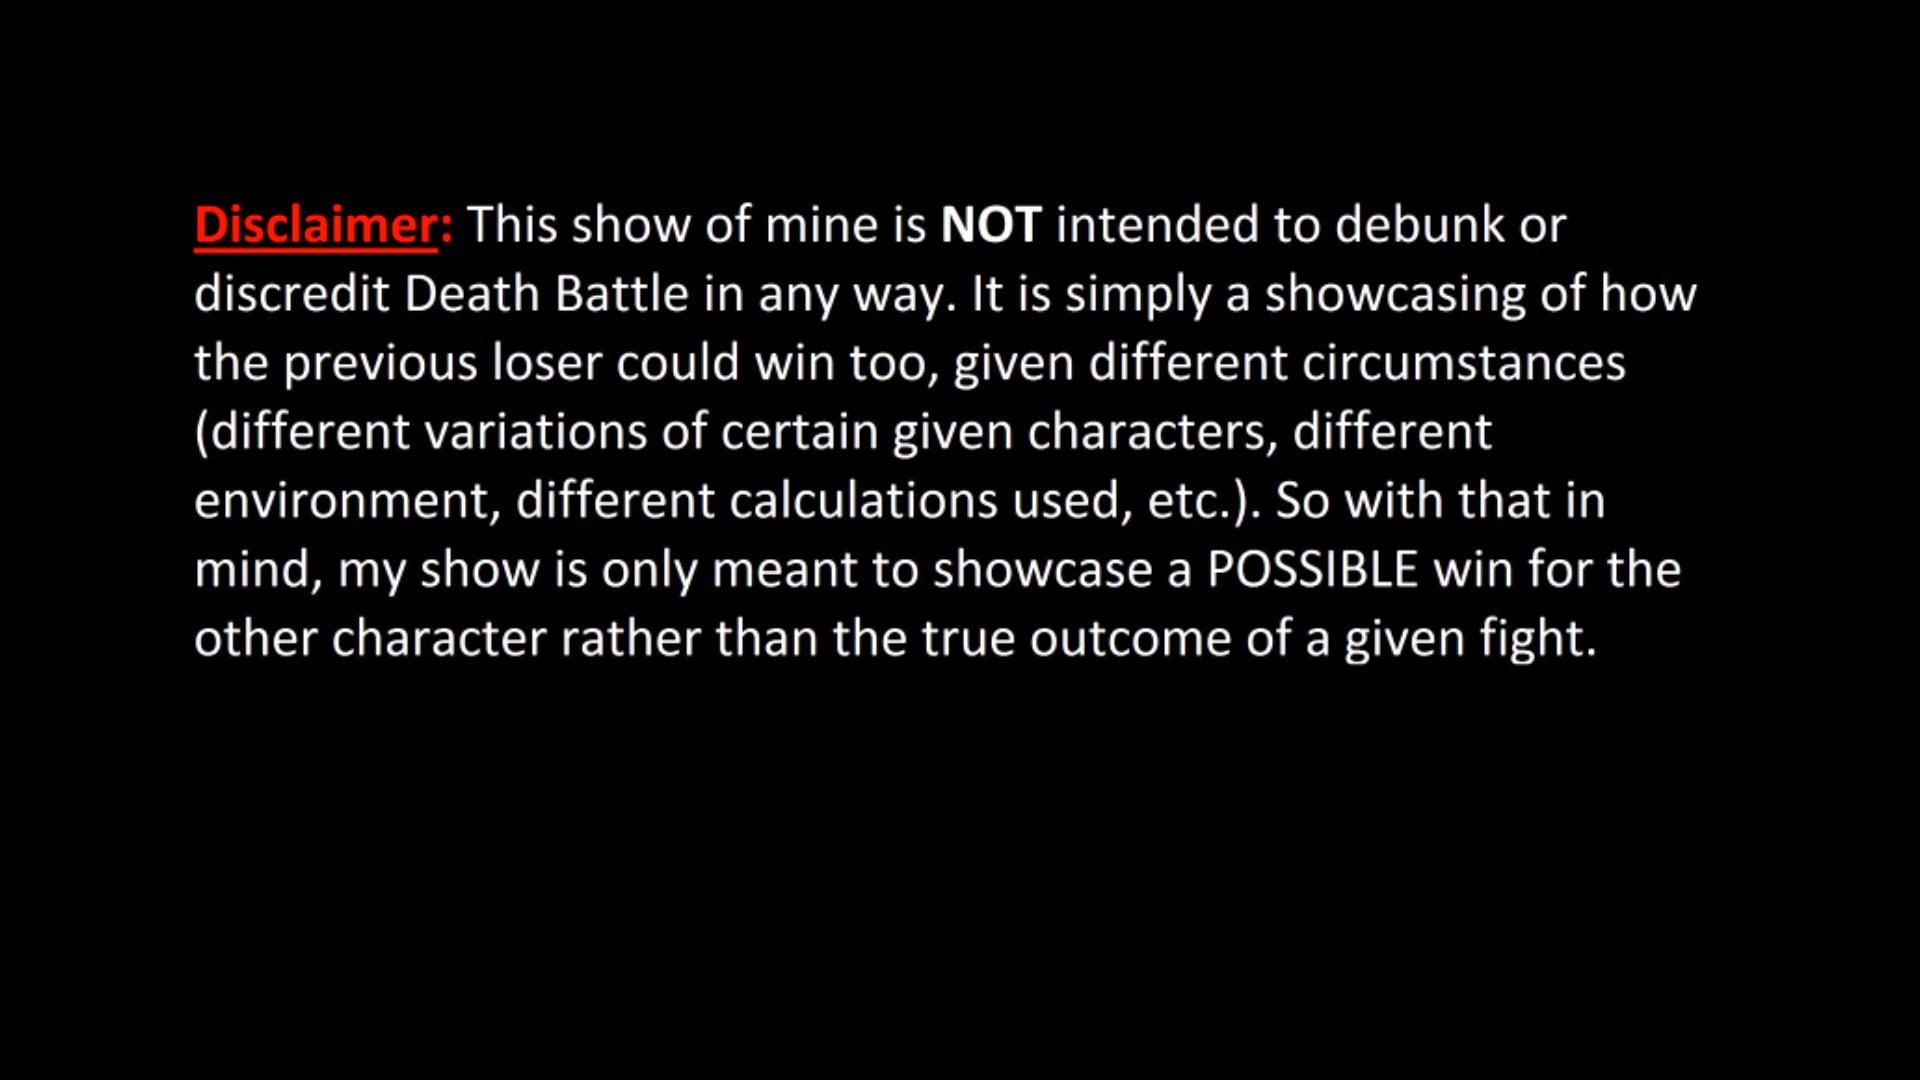 Disclaimer: This show of mine is NOT intended to debunk or
discredit Death Battle in any way. It is simply a showcasing of how
the previous loser could win too, given different circumstances
(different variations of certain given characters, different
environment, different calculations used, etc.). So with that in
mind, my show is only meant to showcase a POSSIBLE win for the
other character rather than the true outcome of a given fight.